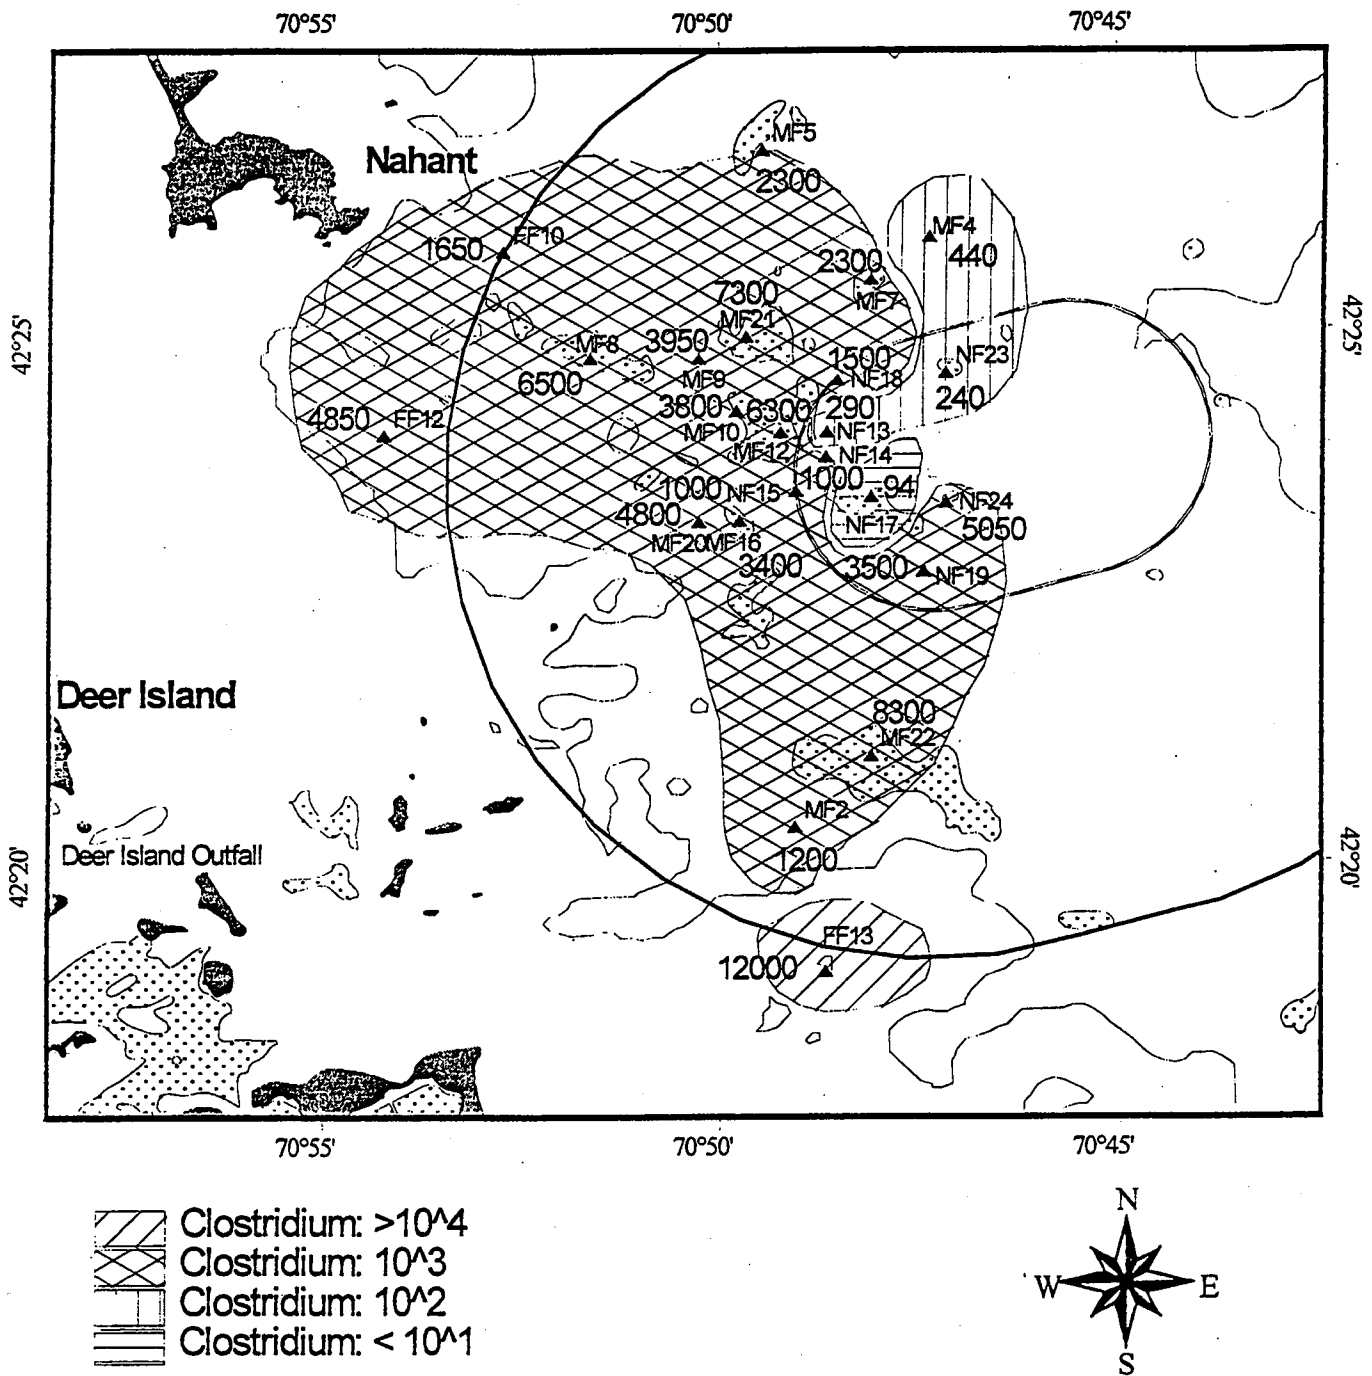 70°55' 70°50' 70°45'
MF5
Nahant
2300
MF4
1650 FF10
440
2300
7300
MF7
MF21
42°25' 42°25'
3950
MF8
1500
NF23
MF9
NF18
6500
240
3800 6300 290
4850 FF12
MF10
NF13
MF12
NF14
1000
1000 NF15
94
NF24
4800
NF17
5050
MF20 MF16
3400
3500
NF19
Deer Island
8300
MF22
MF2
Deer Island Outfall
1200
42°20' 42°20'
FF13
12000
70°55' 70°50' 70°45'
Clostridium: >10^4
Clostridium: 10^3
Clostridium: 10^2
Clostridium: < 10^1
N
W E
S